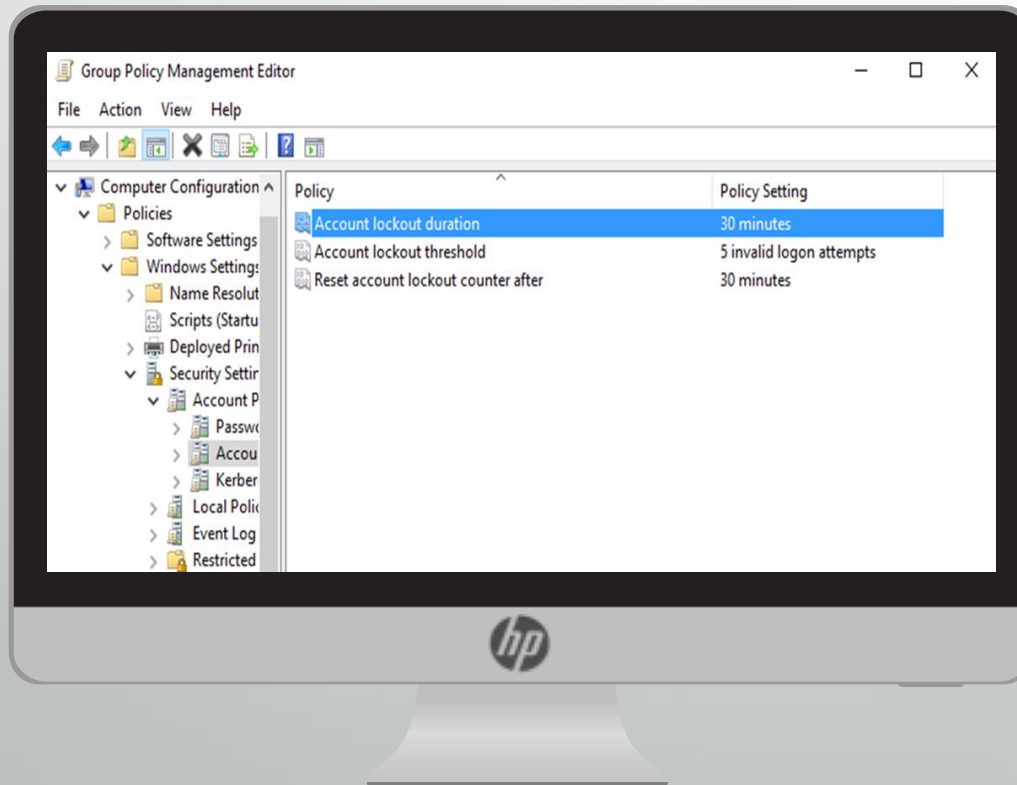 Group Policy Management Editor
File Action View Help
Computer Configuration
Policy
Policy Setting
Policies
Account lockout duration
30 minutes
Software Settings
Account lockout threshold
5 invalid logon attempts
Windows Settings
Reset account lockout counter after
30 minutes
Name Resolut
Scripts (Startu
Deployed Prin
Security Settin
Account P
Passwo
Accou
Kerber
Local Polic
Event Log
Restricted
hp